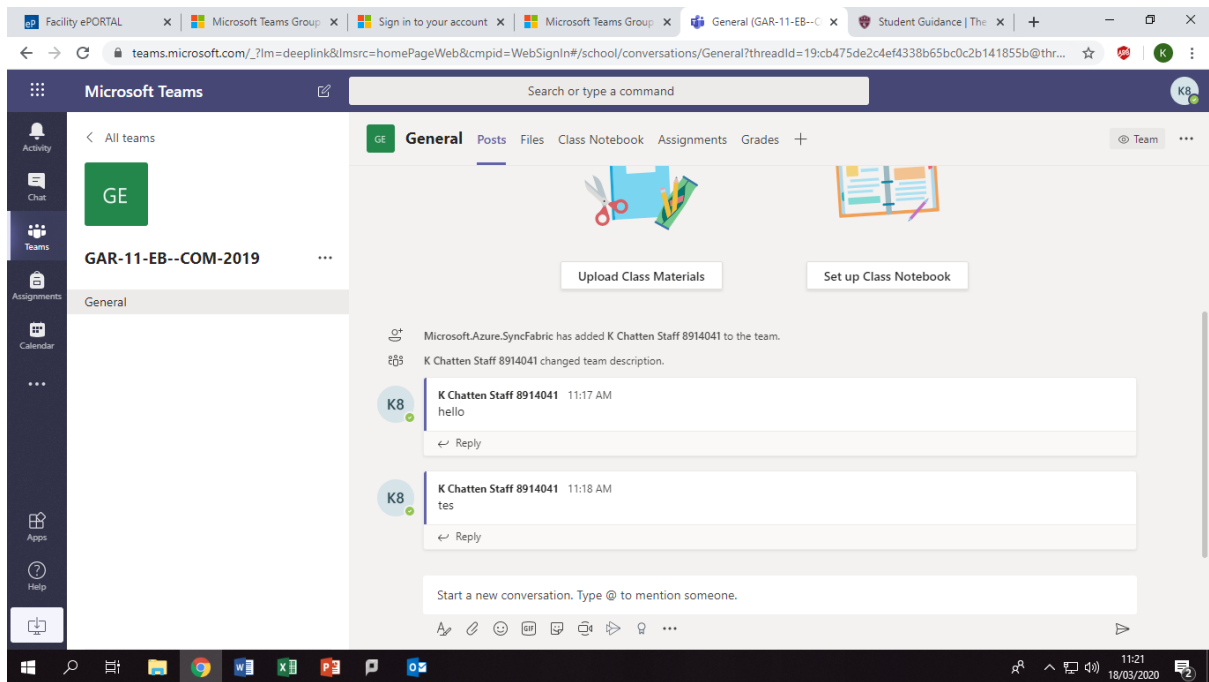 eP Facility ePORTAL
Microsoft Teams Group
Sign in to your account
Microsoft Teams Group
General (GAR-11-EB--C
Student Guidance | The
teams.microsoft.com/_?lm=deeplink&lmsrc=homePageWeb&cmpid=WebSignIn#/school/conversations/General?threadId=19:cb475de2c4ef4338b65bc0c2b141855b@thr...
ABP
K
Microsoft Teams
Search or type a command
K8
Activity
Chat
Teams
Assignments
Calendar
Apps
Help
All teams
GE
GAR-11-EB--COM-2019
General
GE
General Posts Files Class Notebook Assignments Grades
Team
Upload Class Materials
Set up Class Notebook
Microsoft.Azure.SyncFabric has added K Chatten Staff 8914041 to the team.
K Chatten Staff 8914041 changed team description.
K8
K Chatten Staff 8914041 11:17 AM
hello
Reply
K8
K Chatten Staff 8914041 11:18 AM
tes
Reply
Start a new conversation. Type @ to mention someone.
GIF
11:21
18/03/2020
2